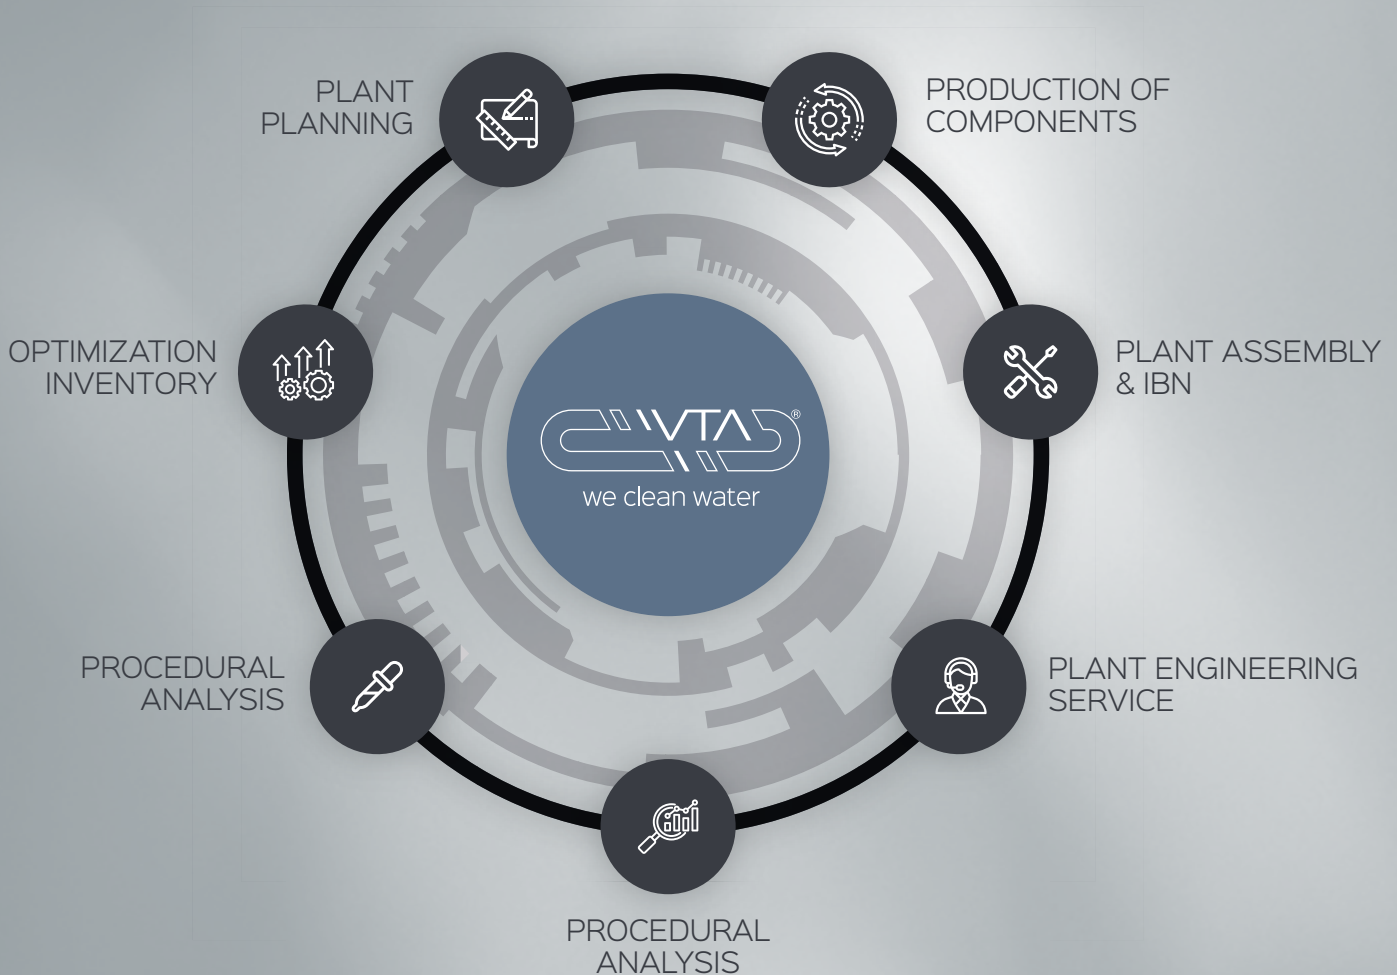 PLANT
PLANNING
PRODUCTION OF
COMPONENTS
OPTIMIZATION
INVENTORY
PLANT ASSEMBLY
& IBN
VTA®
we clean water
PROCEDURAL
ANALYSIS
PLANT ENGINEERING
SERVICE
PROCEDURAL
ANALYSIS